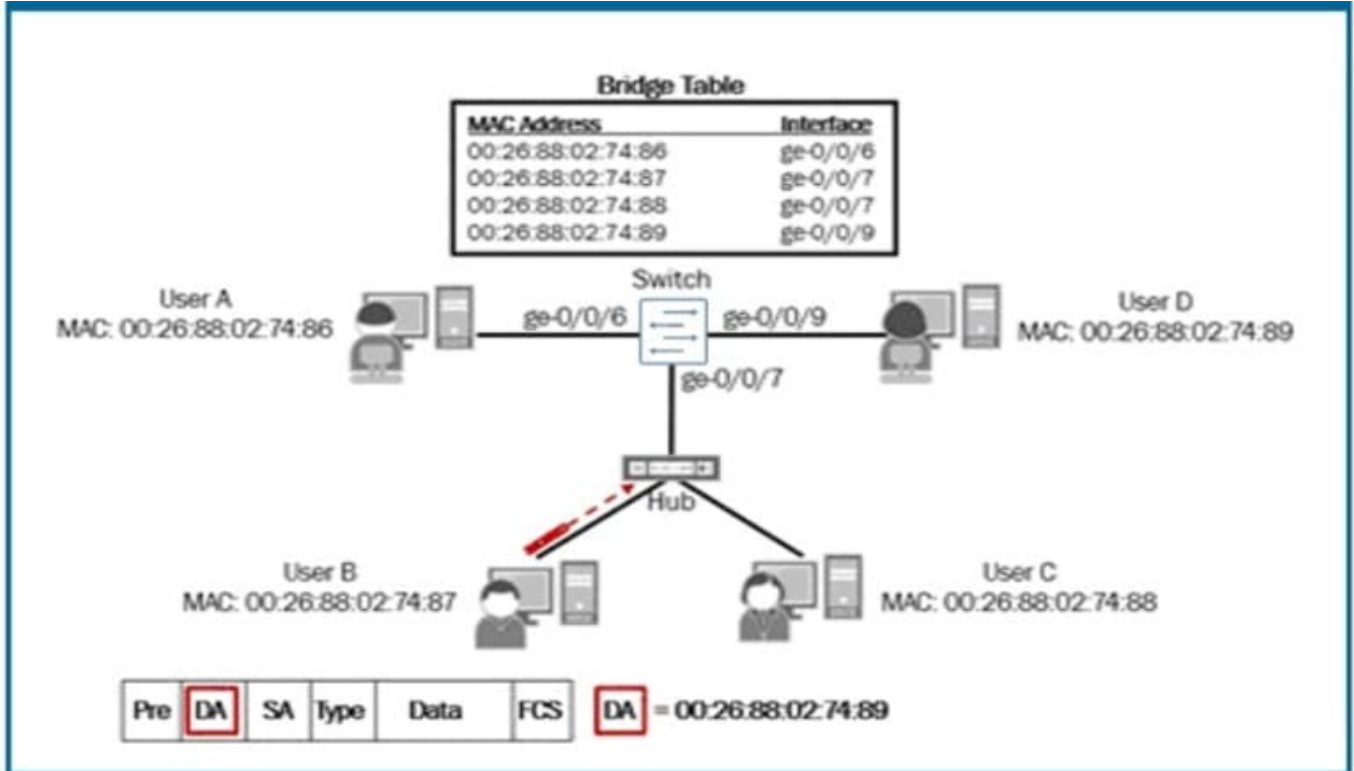 Bridge Table
MAC Address Interface
00:26:88:02:74:86 ge-0/0/6
00:26:88:02:74:87 ge-0/0/7
00:26:88:02:74:88 ge-0/0/7
00:26:88:02:74:89 ge-0/0/9
Switch
User A
MAC: 00:26:88:02:74:86
ge-0/0/6
ge-0/0/9
User D
MAC: 00:26:88:02:74:89
ge-0/0/7
Hub
User B
MAC: 00:26:88:02:74:87
User C
MAC: 00:26:88:02:74:88
Pre DA SA Type Data FCS DA = 00:26:88:02:74:89